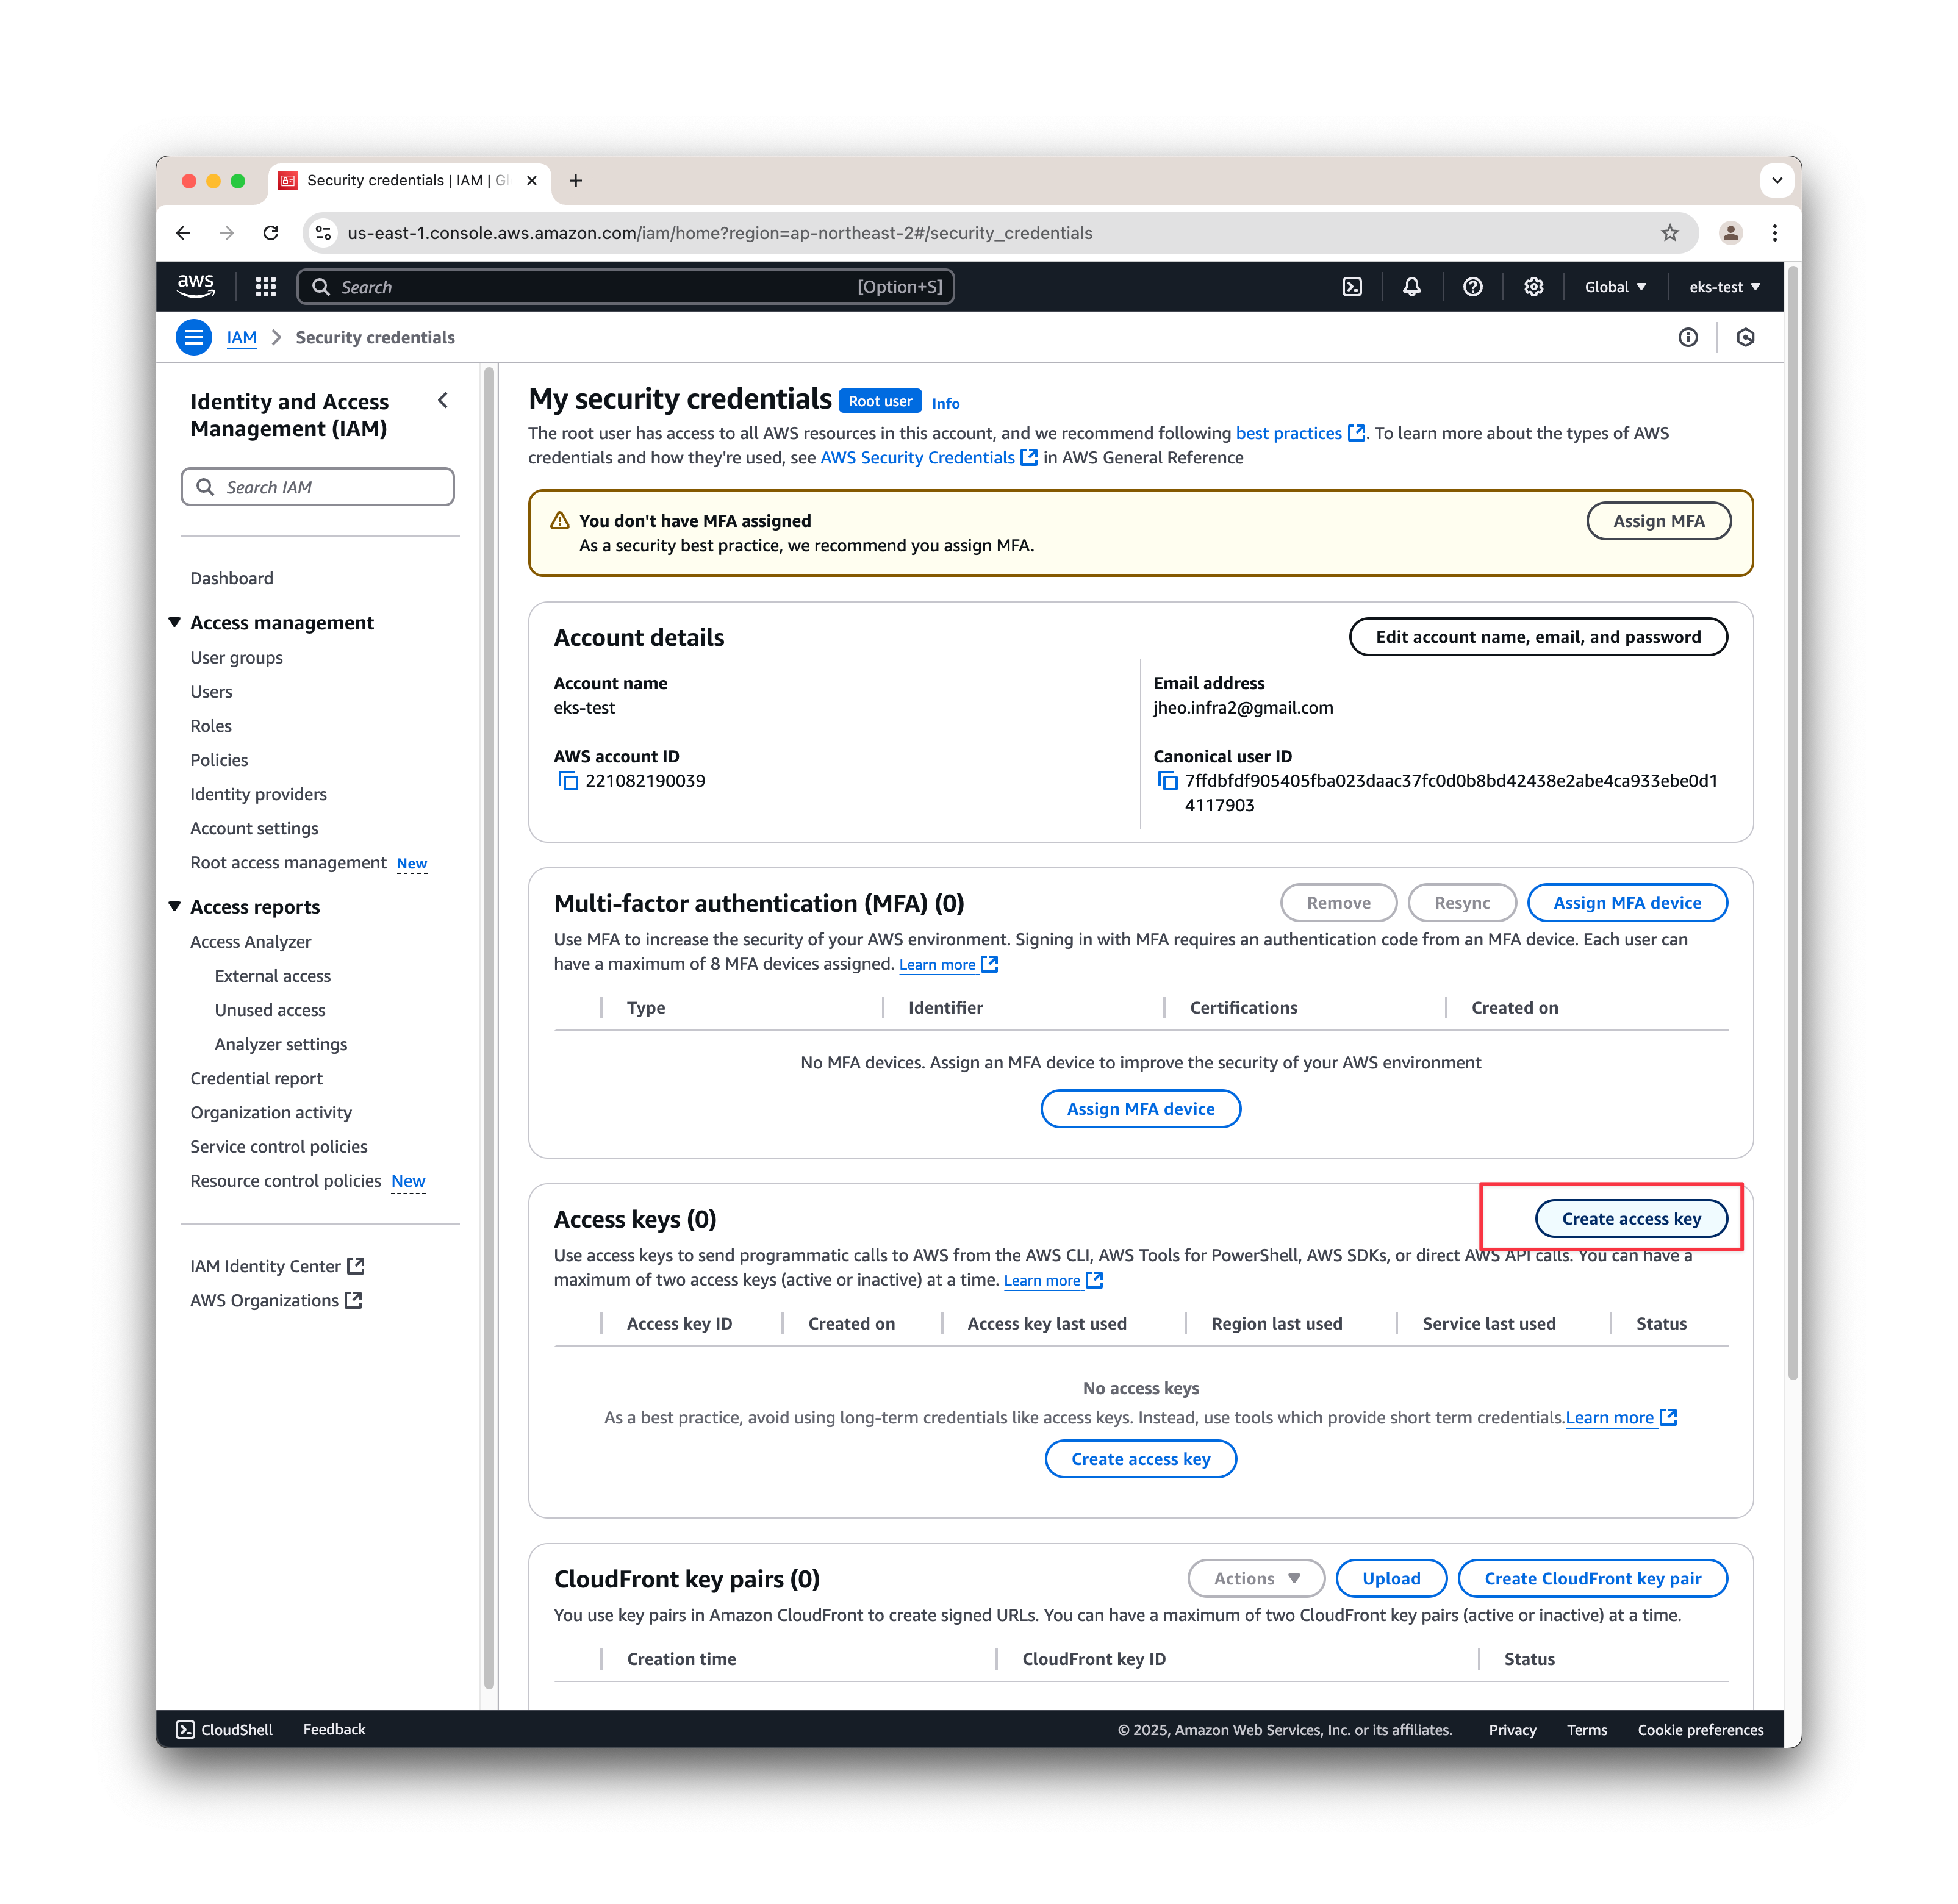 Security credentials | IAM | Gl
us-east-1.console.aws.amazon.com/iam/home?region=ap-northeast-2#/security_credentials
aws
Search
[Option+S]
Global
eks-test
IAM
Security credentials
Identity and Access
Management (IAM)
Search IAM
Dashboard
Access management
User groups
Users
Roles
Policies
Identity providers
Account settings
Root access management New
Access reports
Access Analyzer
External access
Unused access
Analyzer settings
Credential report
Organization activity
Service control policies
Resource control policies New
IAM Identity Center
AWS Organizations
My security credentials Root user Info
The root user has access to all AWS resources in this account, and we recommend following best practices. To learn more about the types of AWS
credentials and how they're used, see AWS Security Credentials in AWS General Reference
You don't have MFA assigned
As a security best practice, we recommend you assign MFA.
Assign MFA
Account details
Edit account name, email, and password
Account name
eks-test
Email address
jheo.infra2@gmail.com
AWS account ID
221082190039
Canonical user ID
7ffdbfdf905405fba023daac37fc0d0b8bd42438e2abe4ca933ebe0d1
4117903
Multi-factor authentication (MFA) (0)
Remove
Resync
Assign MFA device
Use MFA to increase the security of your AWS environment. Signing in with MFA requires an authentication code from an MFA device. Each user can
have a maximum of 8 MFA devices assigned. Learn more
Type
Identifier
Certifications
Created on
No MFA devices. Assign an MFA device to improve the security of your AWS environment
Assign MFA device
Access keys (0)
Create access key
Use access keys to send programmatic calls to AWS from the AWS CLI, AWS Tools for PowerShell, AWS SDKs, or direct AWS API calls. You can have a
maximum of two access keys (active or inactive) at a time. Learn more
Access key ID
Created on
Access key last used
Region last used
Service last used
Status
No access keys
As a best practice, avoid using long-term credentials like access keys. Instead, use tools which provide short term credentials.Learn more
Create access key
CloudFront key pairs (0)
Actions
Upload
Create CloudFront key pair
You use key pairs in Amazon CloudFront to create signed URLs. You can have a maximum of two CloudFront key pairs (active or inactive) at a time.
Creation time
CloudFront key ID
Status
CloudShell
Feedback
© 2025, Amazon Web Services, Inc. or its affiliates.
Privacy
Terms
Cookie preferences